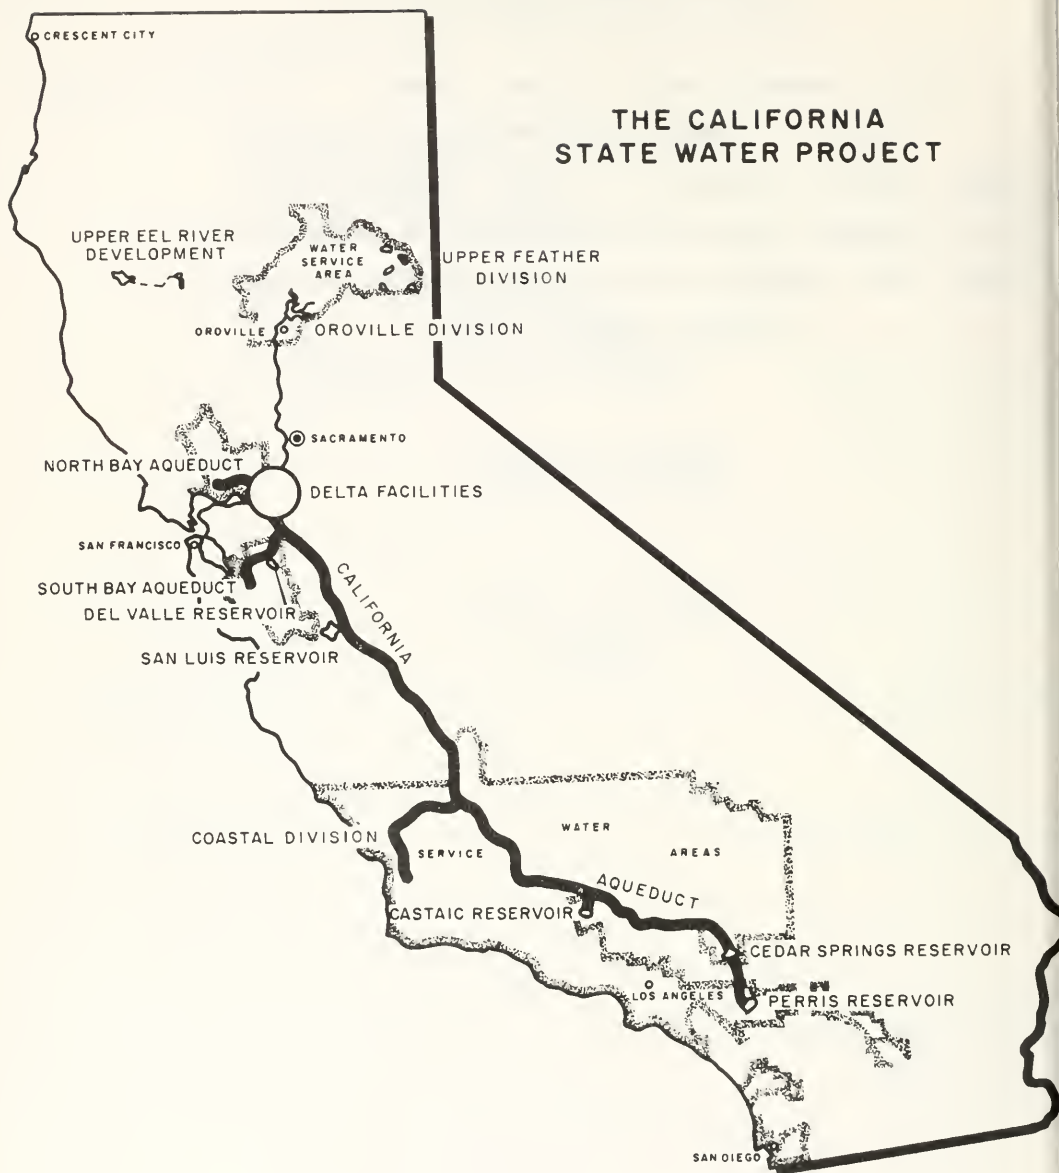 CRESCENT CITY
THE CALIFORNIA
STATE WATER PROJECT
UPPER EEL RIVER
DEVELOPMENT
WATER
SERVICE
AREA
UPPER FEATHER
DIVISION
OROVILLE
OROVILLE DIVISION
SACRAMENTO
NORTH BAY AQUEDUCT
DELTA FACILITIES
SAN FRANCISCO
SOUTH BAY AQUEDUCT
DEL VALLE RESERVOIR
CALIFORNIA
SAN LUIS RESERVOIR
COASTAL DIVISION
WATER
SERVICE
AREAS
AQUEDUCT
CASTAIC RESERVOIR
CEDAR SPRINGS RESERVOIR
LOS ANGELES
PERRIS RESERVOIR
SAN DIEGO